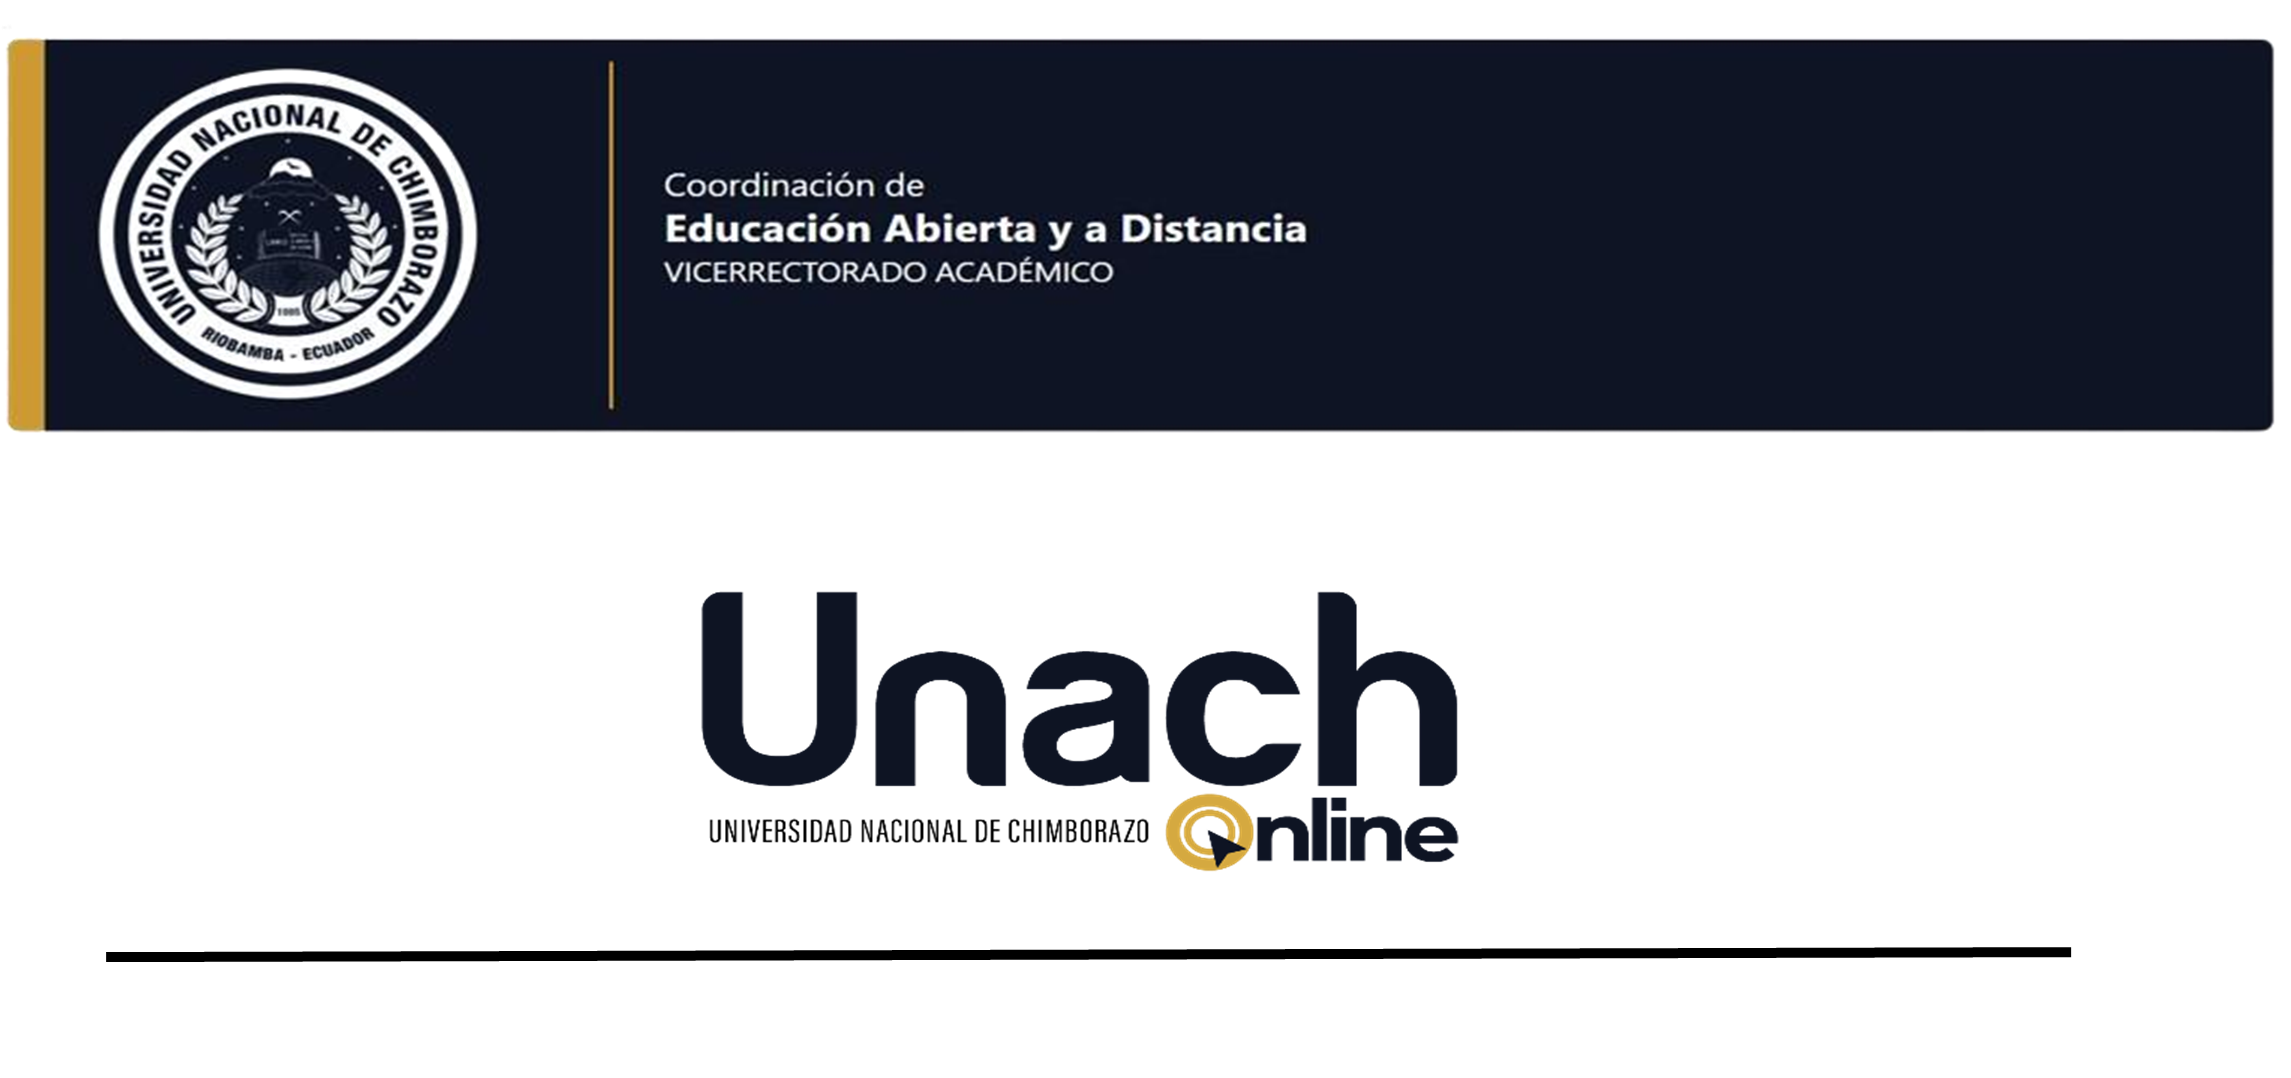 UNIVERSIDAD NACIONAL DE CHIMBORAZO
RIOBAMBA - ECUADOR
Coordinación de
Educación Abierta y a Distancia
VICERRECTORADO ACADÉMICO
Unach
UNIVERSIDAD NACIONAL DE CHIMBORAZO Online